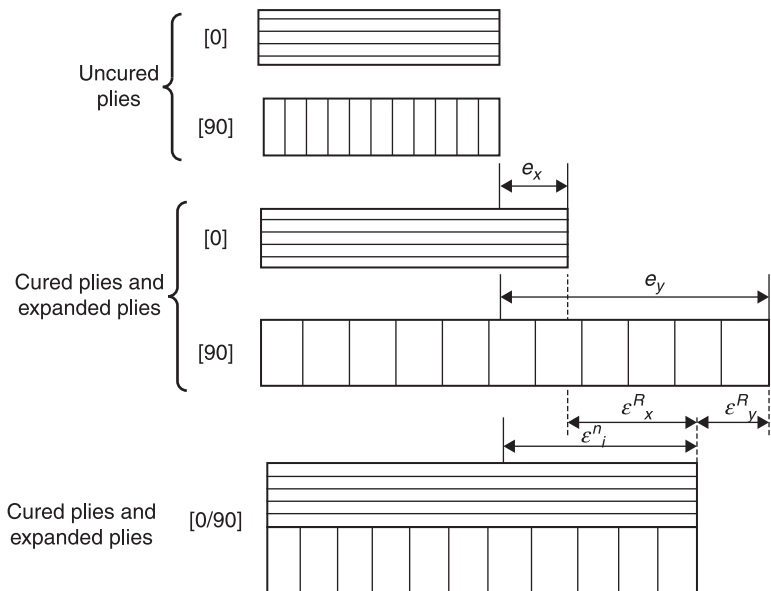 [0]
Uncured
plies
[90]
e_x
[0]
Cured plies and
expanded plies
e_y
[90]
ε^R_x
ε^R_y
ε^n_i
Cured plies and
expanded plies
[0/90]